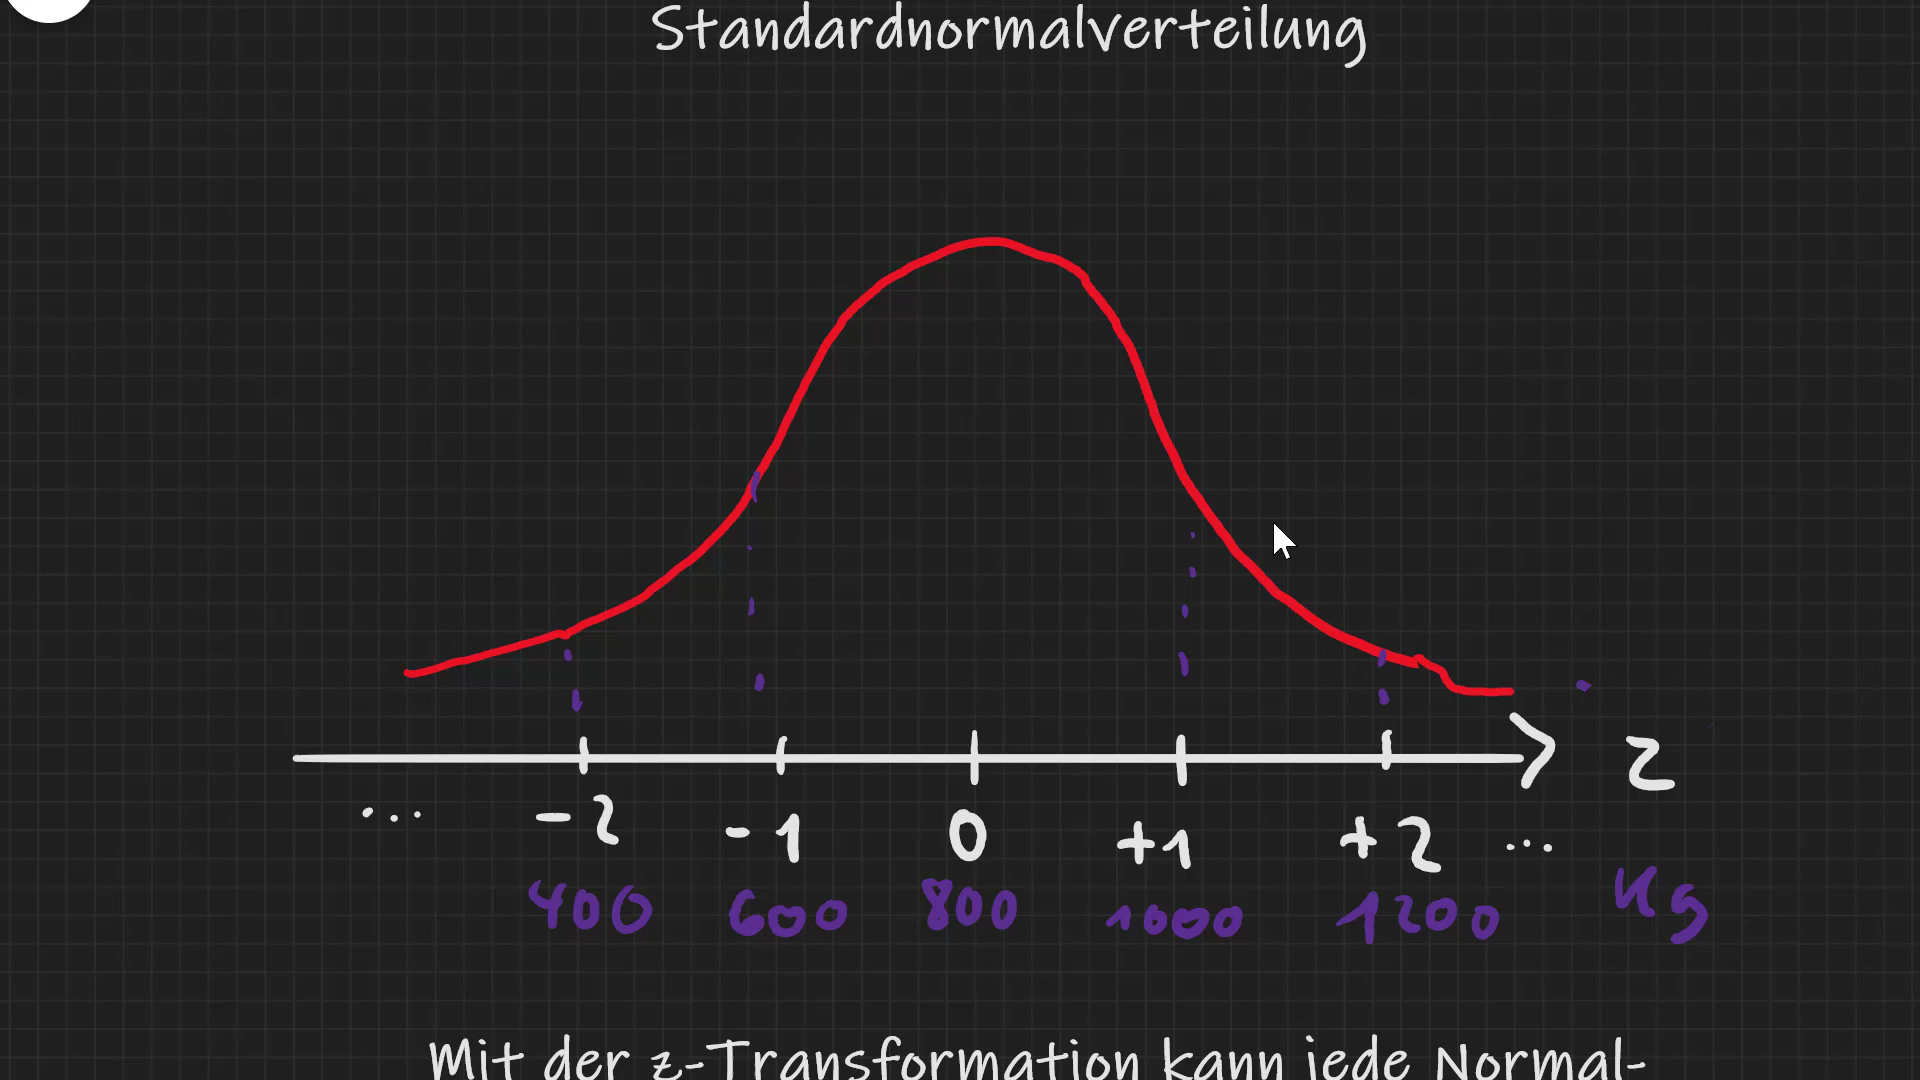 Standardnormalverteilung
z
... -2 -1 0 +1 +2 ...
400 600 800 1000 1200 kg
Mit der z-Transformation kann jede Normal-